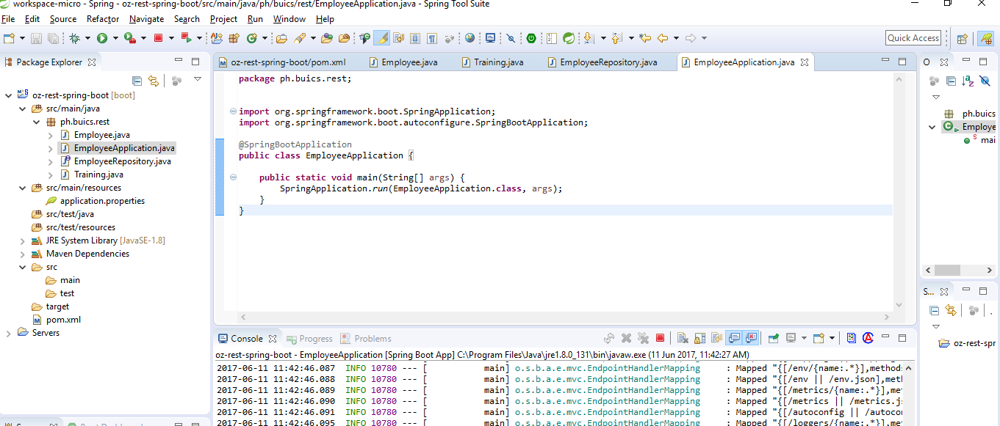 workspace-micro - Spring - oz-rest-spring-boot/src/main/java/ph/buics/rest/EmployeeApplication.java - Spring Tool Suite
File Edit Source Refactor Navigate Search Project Run Window Help
Quick Access
Package Explorer
oz-rest-spring-boot [boot]
src/main/java
ph.buics.rest
Employee.java
EmployeeApplication.java
EmployeeRepository.java
Training.java
src/main/resources
application.properties
src/test/java
src/test/resources
JRE System Library [JavaSE-1.8]
Maven Dependencies
src
main
test
target
pom.xml
Servers
oz-rest-spring-boot/pom.xml Employee.java Training.java EmployeeRepository.java EmployeeApplication.java
package ph.buics.rest;
import org.springframework.boot.SpringApplication;
import org.springframework.boot.autoconfigure.SpringBootApplication;
@SpringBootApplication
public class EmployeeApplication {
public static void main(String[] args) {
SpringApplication.run(EmployeeApplication.class, args);
}
}
O
ph.buics
Employe
mai
S...
oz-rest-spr
Console Progress Problems
oz-rest-spring-boot - EmployeeApplication [Spring Boot App] C:\Program Files\Java\jre1.8.0_131\bin\javaw.exe (11 Jun 2017, 11:42:27 AM)
2017-06-11 11:42:46.087 INFO 10780 --- [ main] o.s.b.a.e.mvc.EndpointHandlerMapping : Mapped "{[/env/{name:.*}],methods
2017-06-11 11:42:46.088 INFO 10780 --- [ main] o.s.b.a.e.mvc.EndpointHandlerMapping : Mapped "{[/env || /env.json],meth
2017-06-11 11:42:46.089 INFO 10780 --- [ main] o.s.b.a.e.mvc.EndpointHandlerMapping : Mapped "{[/metrics/{name:.*}],me
2017-06-11 11:42:46.090 INFO 10780 --- [ main] o.s.b.a.e.mvc.EndpointHandlerMapping : Mapped "{[/metrics || /metrics.js
2017-06-11 11:42:46.091 INFO 10780 --- [ main] o.s.b.a.e.mvc.EndpointHandlerMapping : Mapped "{[/autoconfig || /autocon
2017-06-11 11:42:46.095 INFO 10780 --- [ main] o.s.b.a.e.mvc.EndpointHandlerMapping : Mapped "{[/loggers/{name:.*}],me